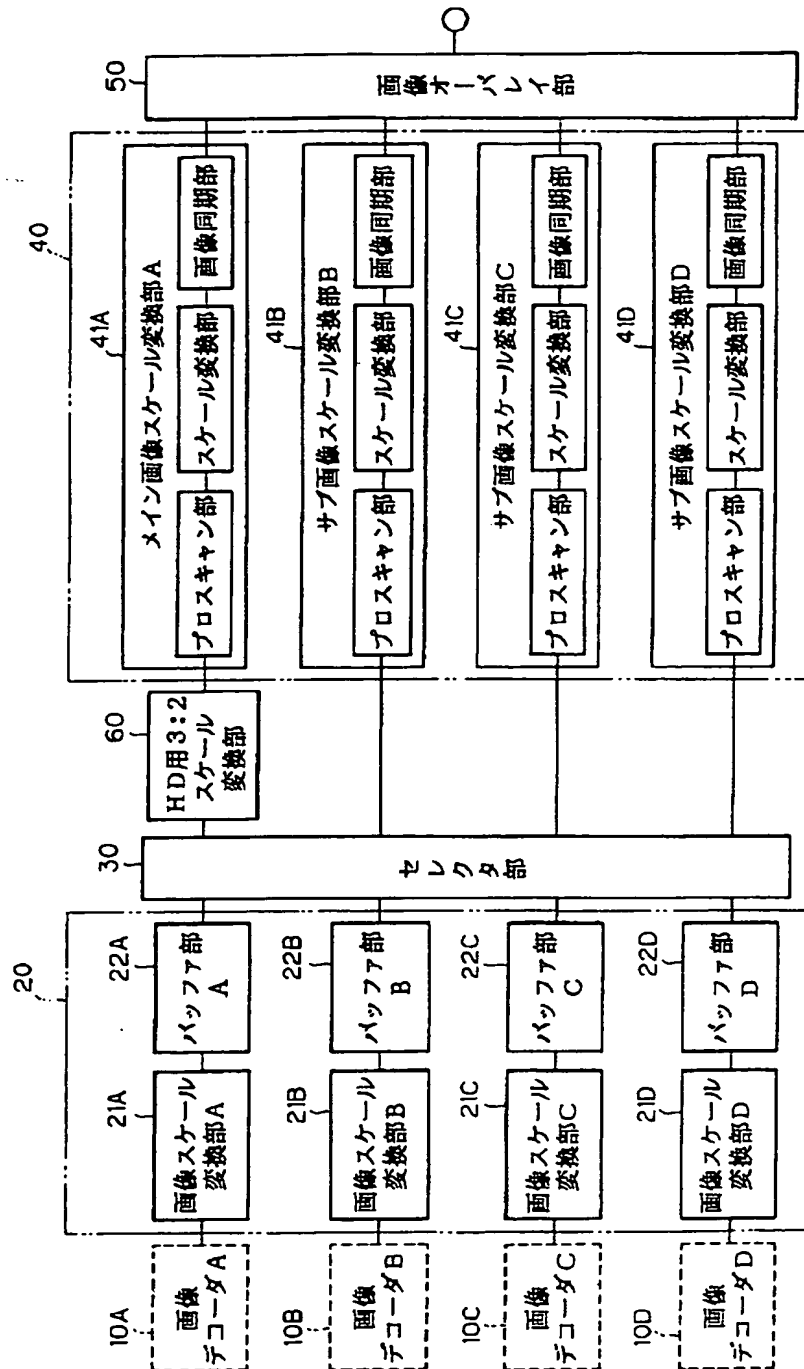 10A
画像
デコーダA
10B
画像
デコーダB
10C
画像
デコーダC
10D
画像
デコーダD
20
21A
画像スケール
変換部A
22A
バッファ部
A
21B
画像スケール
変換部B
22B
バッファ部
B
21C
画像スケール
変換部C
22C
バッファ部
C
21D
画像スケール
変換部D
22D
バッファ部
D
30
セレクタ部
60
HD用3:2
スケール
変換部
40
41A
メイン画像スケール変換部A
プロスキャン部
スケール変換部
画像同期部
41B
サブ画像スケール変換部B
プロスキャン部
スケール変換部
画像同期部
41C
サブ画像スケール変換部C
プロスキャン部
スケール変換部
画像同期部
41D
サブ画像スケール変換部D
プロスキャン部
スケール変換部
画像同期部
50
画像オーバレイ部